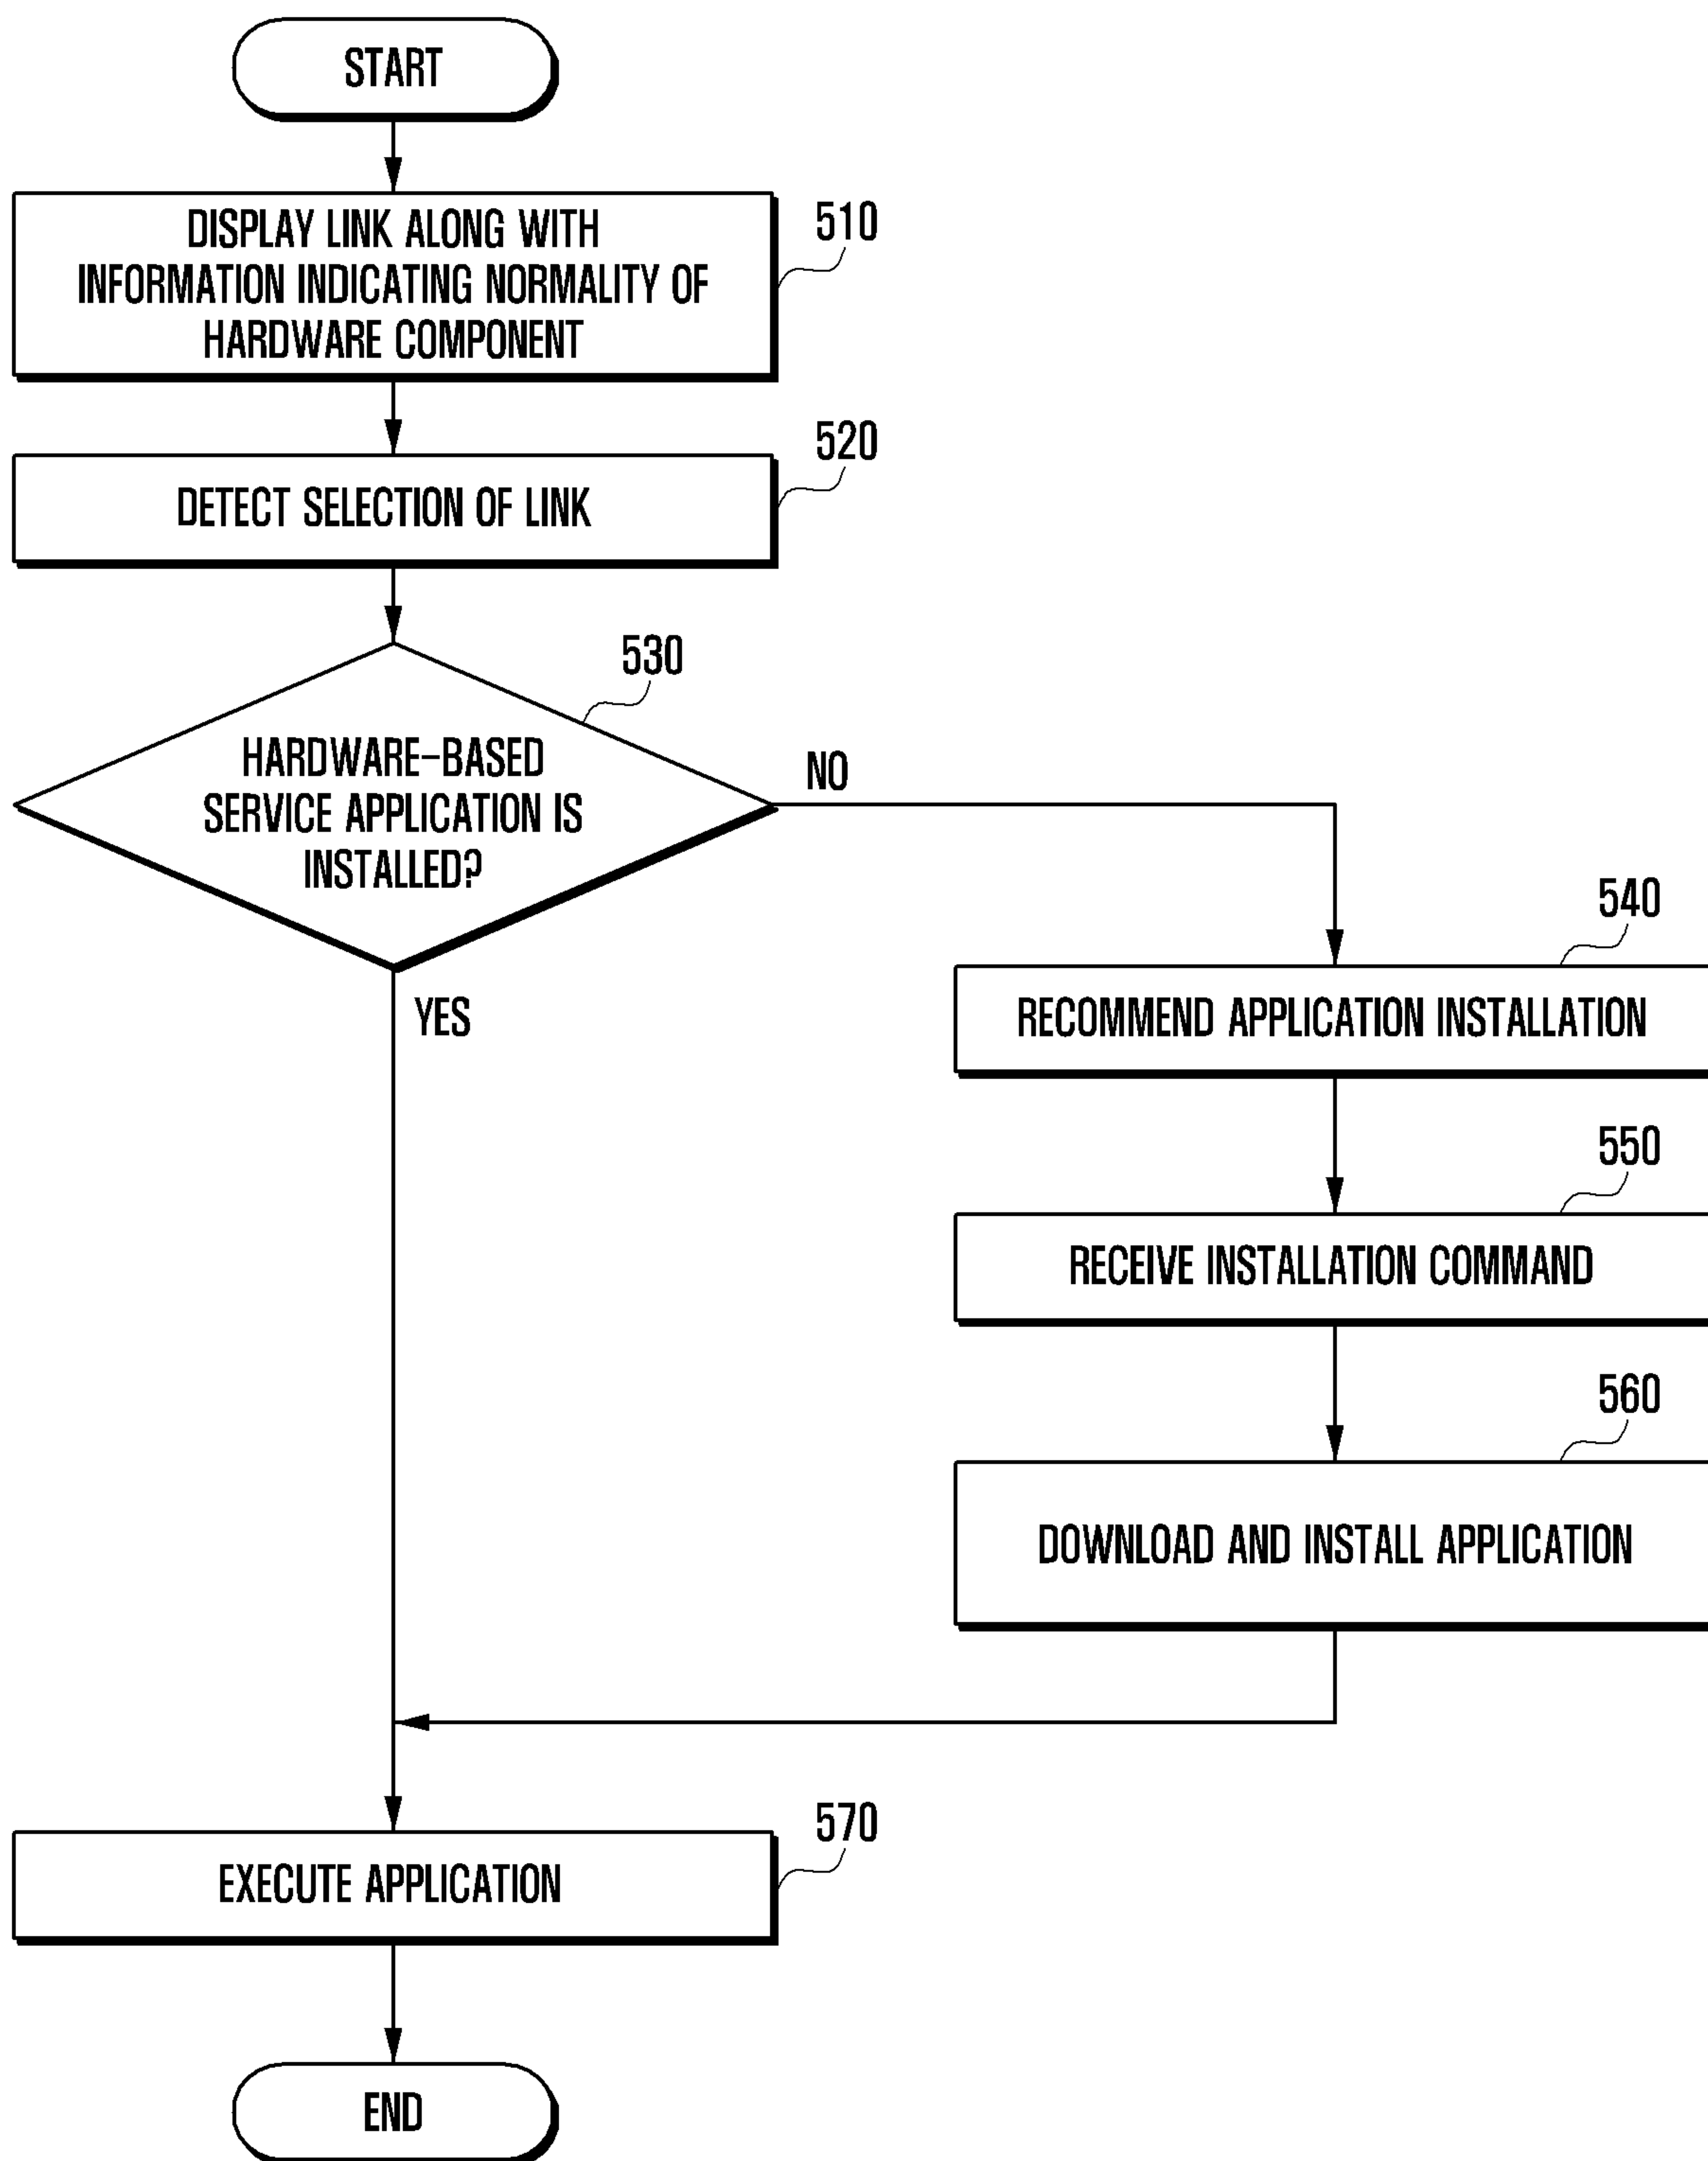 START
DISPLAY LINK ALONG WITH
INFORMATION INDICATING NORMALITY OF
HARDWARE COMPONENT
510
DETECT SELECTION OF LINK
520
HARDWARE-BASED
SERVICE APPLICATION IS
INSTALLED?
530
NO
YES
540
RECOMMEND APPLICATION INSTALLATION
550
RECEIVE INSTALLATION COMMAND
560
DOWNLOAD AND INSTALL APPLICATION
570
EXECUTE APPLICATION
END